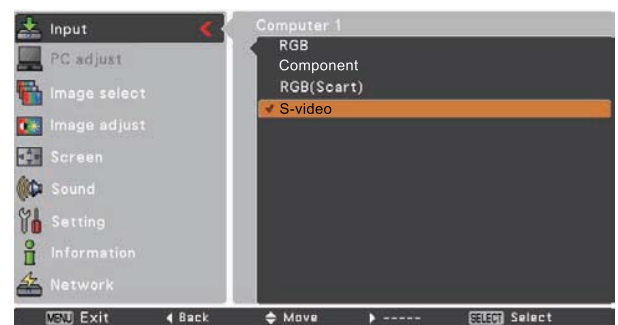 Input
PC adjust
Image select
Image adjust
Screen
Sound
Setting
Information
Network
Computer 1
RGB
Component
RGB(Scart)
S-video
MENU Exit Back Move ----- SELECT Select